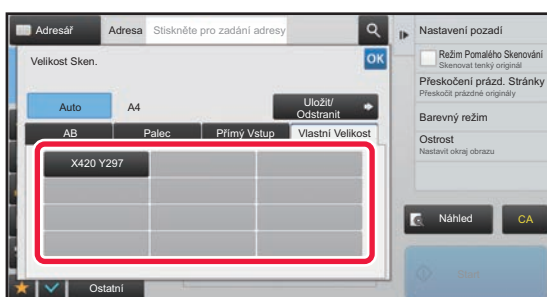 Adresář
Adresa
Stiskněte pro zadání adresy
Nastavení pozadí
Velikost Sken.
OK
Režim Pomalého Skenování
Skenovat tenký originál
Přeskočení prázd. Stránky
Přeskočit prázdné originály
Auto
A4
Uložit/
Odstranit
Barevný režim
AB
Palec
Přímý Vstup
Vlastní Velikost
Ostrost
Nastavit okraj obrazu
X420 Y297
Náhled
CA
Start
Ostatní